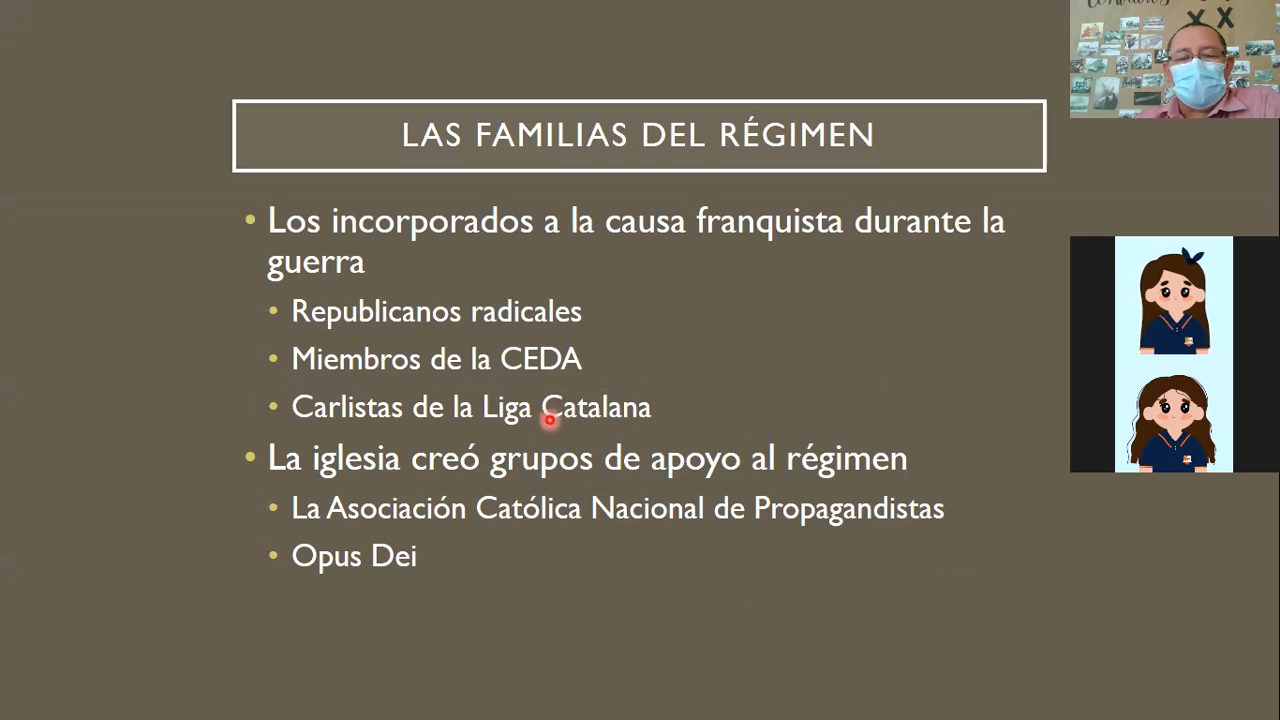 LAS FAMILIAS DEL RÉGIMEN
• Los incorporados a la causa franquista durante la
guerra
• Republicanos radicales
• Miembros de la CEDA
• Carlistas de la Liga Catalana
• La iglesia creó grupos de apoyo al régimen
• La Asociación Católica Nacional de Propagandistas
• Opus Dei